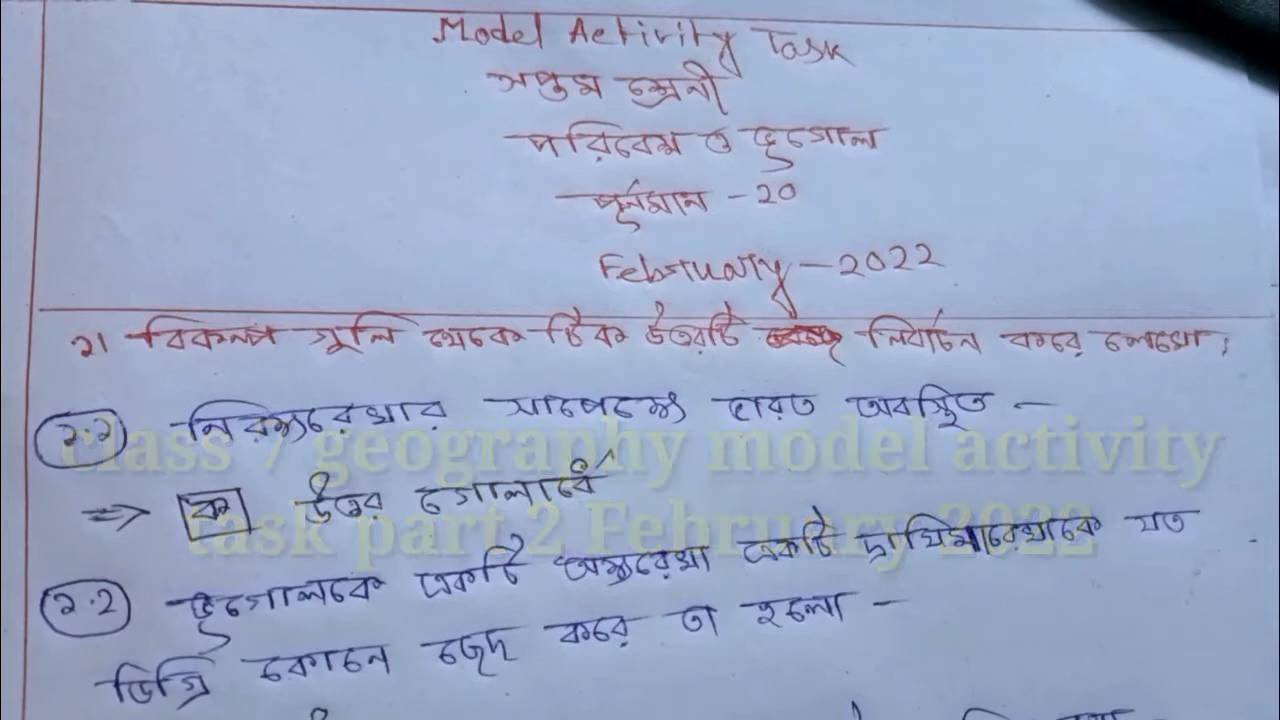 Model Activity Task
সপ্তম শ্রেনী
পরিবেশ ও ভূগোল
পূর্নমান - 20
February - 2022
১। বিকল্প গুলি থেকে ঠিক উত্তরটি নির্বাচন করে লেখো:
১.১ নিরক্ষরেখার সাপেক্ষে ভারত অবস্থিত -
class 7 geography model activity
⇒ ক উত্তর গোলার্ধে
task part 2 February 2022
১.২ ভূগোলকে একটি অক্ষরেখা একটি দ্রাঘিমারেখাকে যত
ডিগ্রি কোনে ছেদ করে তা হলো -